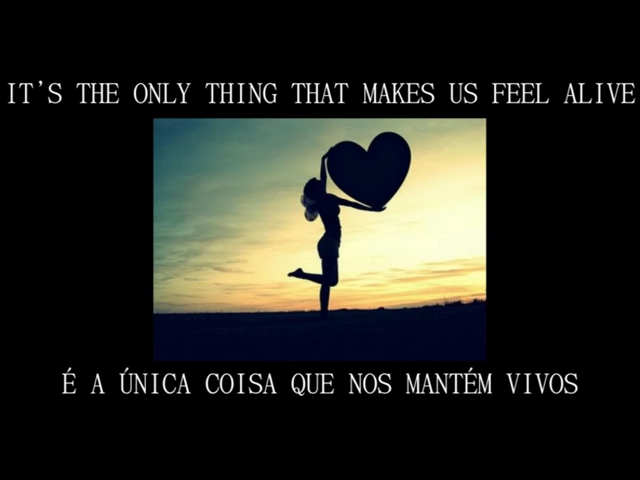 IT'S THE ONLY THING THAT MAKES US FEEL ALIVE
É A ÚNICA COISA QUE NOS MANTÉM VIVOS